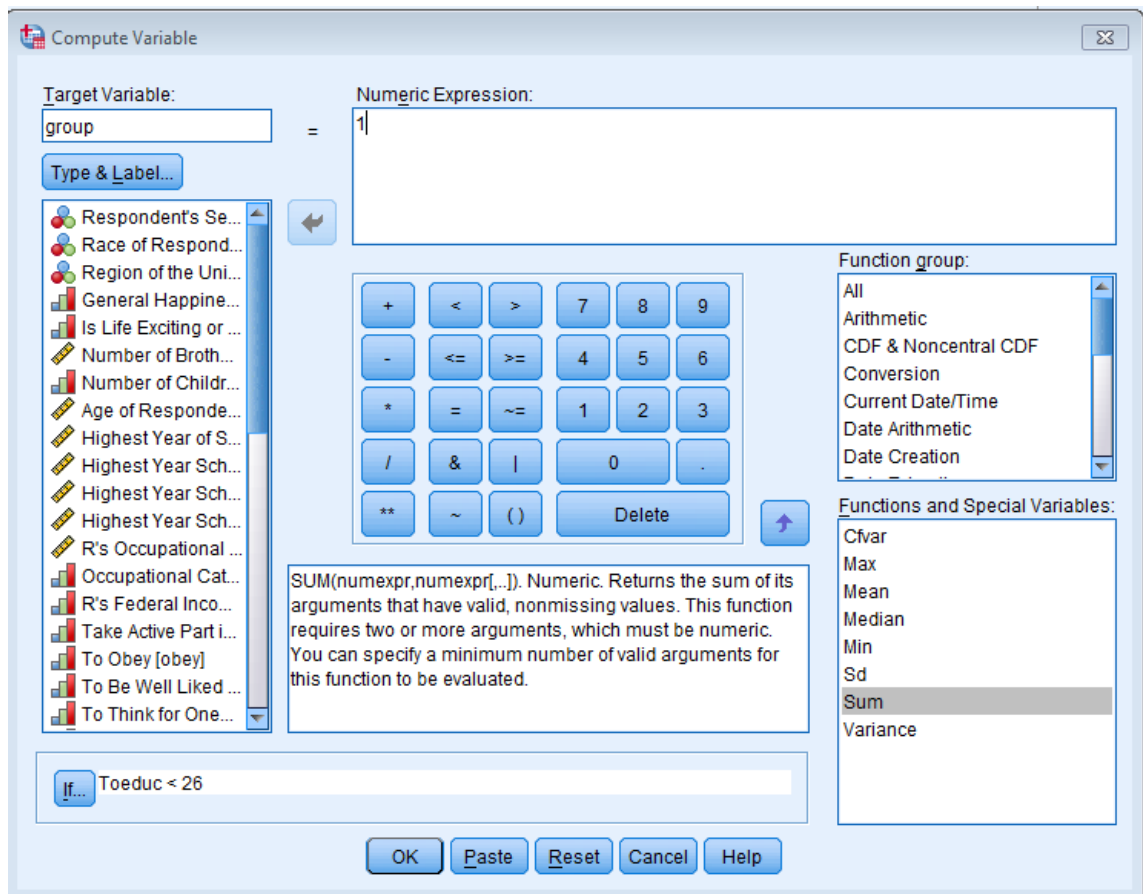 Compute Variable
Target Variable:
group
=
Numeric Expression:
1
Type & Label...
Respondent's Se...
Race of Respond...
Region of the Uni...
General Happine...
Is Life Exciting or ...
Number of Broth...
Number of Childr...
Age of Responde...
Highest Year of S...
Highest Year Sch...
Highest Year Sch...
Highest Year Sch...
R's Occupational ...
Occupational Cat...
R's Federal Inco...
Take Active Part i...
To Obey [obey]
To Be Well Liked ...
To Think for One...
+ < > 7 8 9
- <= >= 4 5 6
* = ~= 1 2 3
/ & | 0 .
** ~ ( ) Delete
Function group:
All
Arithmetic
CDF & Noncentral CDF
Conversion
Current Date/Time
Date Arithmetic
Date Creation
SUM(numexpr,numexpr[,..]). Numeric. Returns the sum of its
arguments that have valid, nonmissing values. This function
requires two or more arguments, which must be numeric.
You can specify a minimum number of valid arguments for
this function to be evaluated.
Functions and Special Variables:
Cfvar
Max
Mean
Median
Min
Sd
Sum
Variance
If... Toeduc < 26
OK Paste Reset Cancel Help